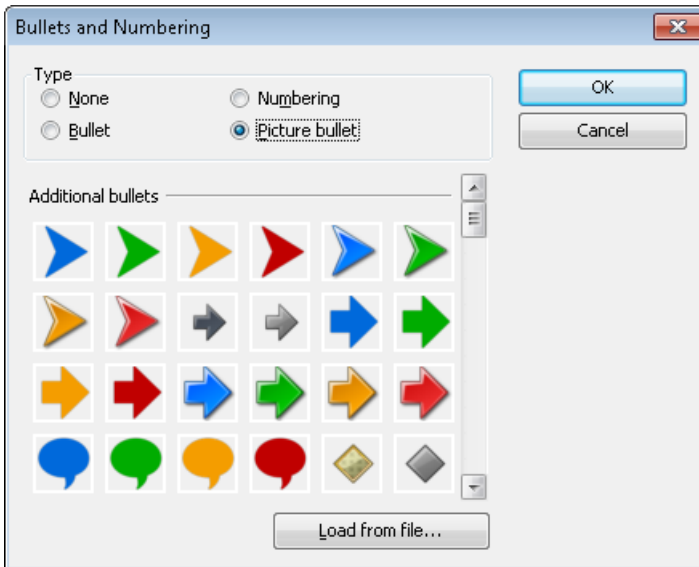 Bullets and Numbering
Type
None
Numbering
Bullet
Picture bullet
OK
Cancel
Additional bullets
Load from file...